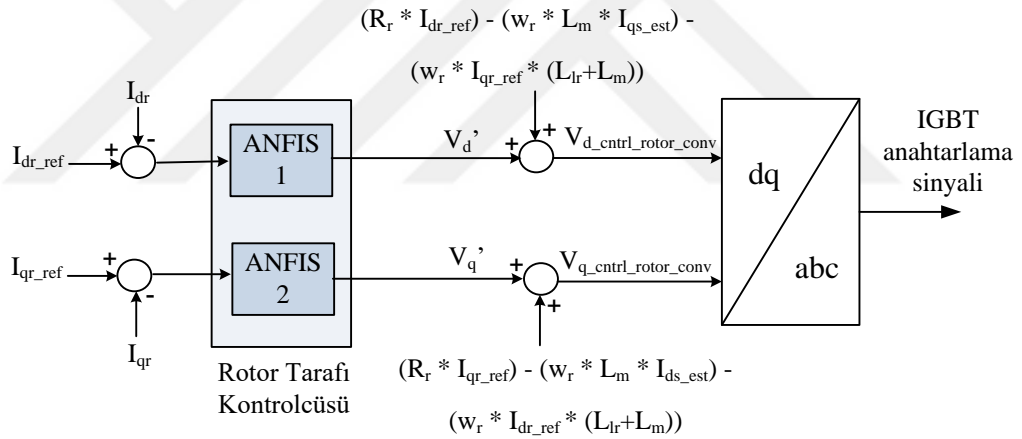 (R_r * I_dr_ref) - (w_r * L_m * I_qs_est) -
(w_r * I_qr_ref * (L_lr+L_m))
I_dr
+
-
I_dr_ref
ANFIS
1
V_d’
+
+
V_d_cntrl_rotor_conv
dq
abc
IGBT
anahtarlama
sinyali
I_qr_ref
+
-
I_qr
ANFIS
2
V_q’
+
+
V_q_cntrl_rotor_conv
Rotor Tarafı
Kontrolcüsü
(R_r * I_qr_ref) - (w_r * L_m * I_ds_est) -
(w_r * I_dr_ref * (L_lr+L_m))